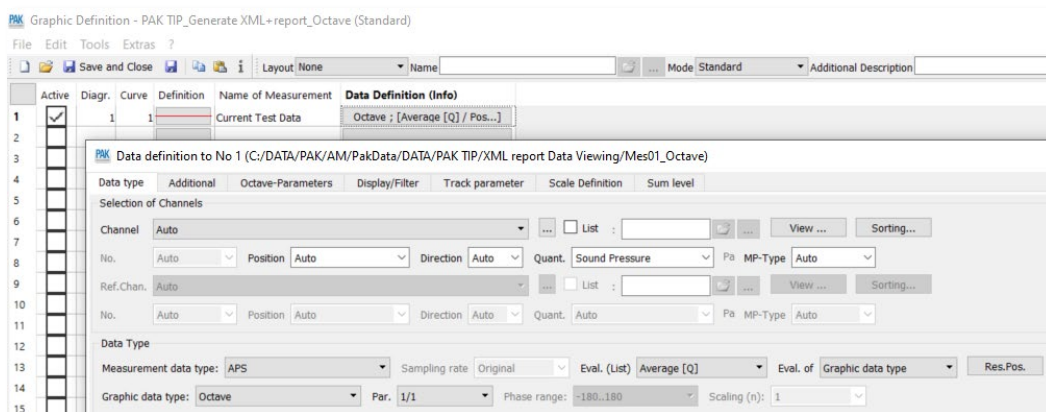 PAK Graphic Definition - PAK TIP_Generate XML+report_Octave (Standard)
File Edit Tools Extras ?
Save and Close i Layout None Name ... Mode Standard Additional Description
Active Diagr. Curve Definition Name of Measurement Data Definition (Info)
1 1 1 Current Test Data Octave ; [Average [Q] / Pos...]
2
3 PAK Data definition to No 1 (C:/DATA/PAK/AM/PakData/DATA/PAK TIP/XML report Data Viewing/Mes01_Octave)
4 Data type Additional Octave-Parameters Display/Filter Track parameter Scale Definition Sum level
5 Selection of Channels
6 Channel Auto ... List : ... View ... Sorting...
7
8 No. Auto Position Auto Direction Auto Quant. Sound Pressure Pa MP-Type Auto
9 Ref.Chan. Auto ... List : ... View ... Sorting...
10
11 No. Auto Position Auto Direction Auto Quant. Auto Pa MP-Type Auto
12 Data Type
13 Measurement data type: APS Sampling rate Original Eval. (List) Average [Q] Eval. of Graphic data type Res.Pos.
14
15 Graphic data type: Octave Par. 1/1 Phase range: -180..180 Scaling (n): 1